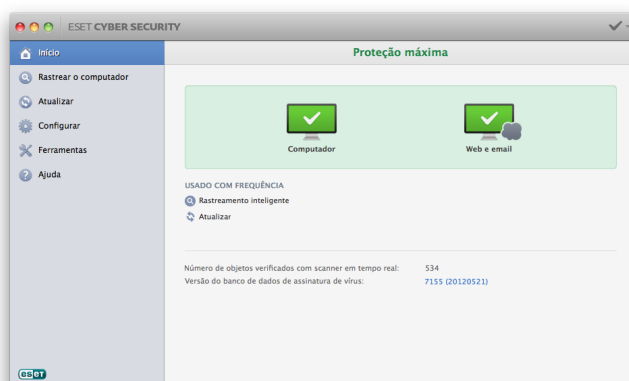 ESET CYBER SECURITY
Início
Rastrear o computador
Atualizar
Configurar
Ferramentas
Ajuda
eseT
Proteção máxima
Computador
Web e email
USADO COM FREQUÊNCIA
Rastreamento inteligente
Atualizar
Número de objetos verificados com scanner em tempo real: 534
Versão do banco de dados de assinatura de vírus: 7155 (20120521)